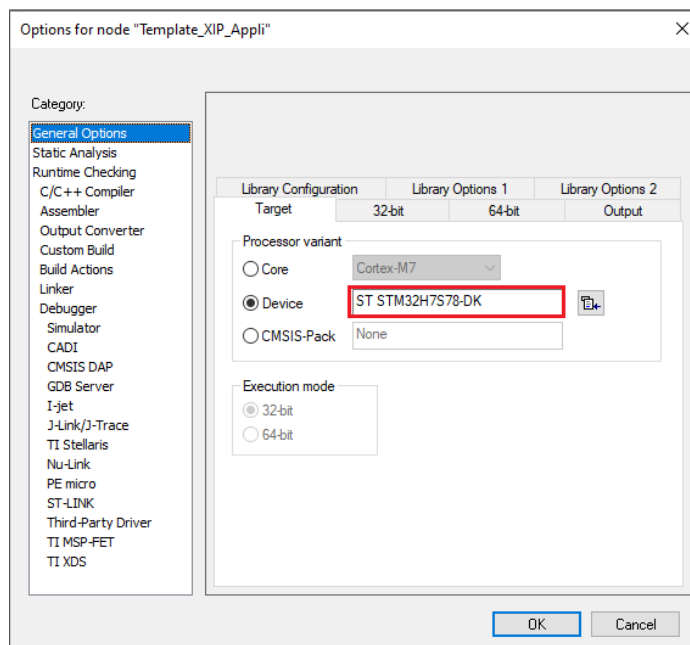 Options for node "Template_XIP_Appli"
Category:
General Options
Static Analysis
Runtime Checking
C/C++ Compiler
Assembler
Output Converter
Custom Build
Build Actions
Linker
Debugger
Simulator
CADI
CMSIS DAP
GDB Server
I-jet
J-Link/J-Trace
TI Stellaris
Nu-Link
PE micro
ST-LINK
Third-Party Driver
TI MSP-FET
TI XDS
Library Configuration Library Options 1 Library Options 2
Target 32-bit 64-bit Output
Processor variant
Core Cortex-M7
Device ST STM32H7S78-DK
CMSIS-Pack None
Execution mode
32-bit
64-bit
OK Cancel